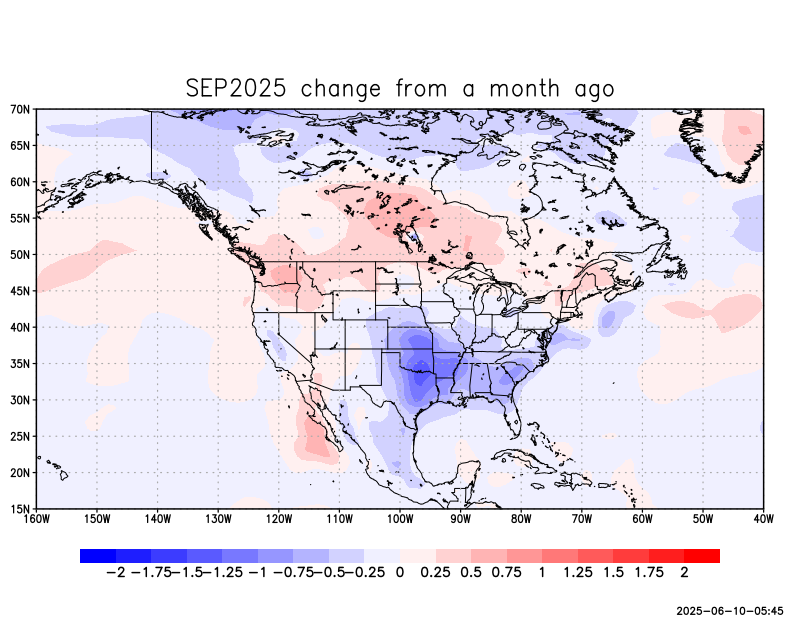 SEP2025 change from a month ago
70N
65N
60N
55N
50N
45N
40N
35N
30N
25N
20N
15N
160W 150W 140W 130W 120W 110W 100W 90W 80W 70W 60W 50W 40W
−2 −1.75 −1.5 −1.25 −1 −0.75 −0.5 −0.25 0 0.25 0.5 0.75 1 1.25 1.5 1.75 2
2025-06-10-05:45